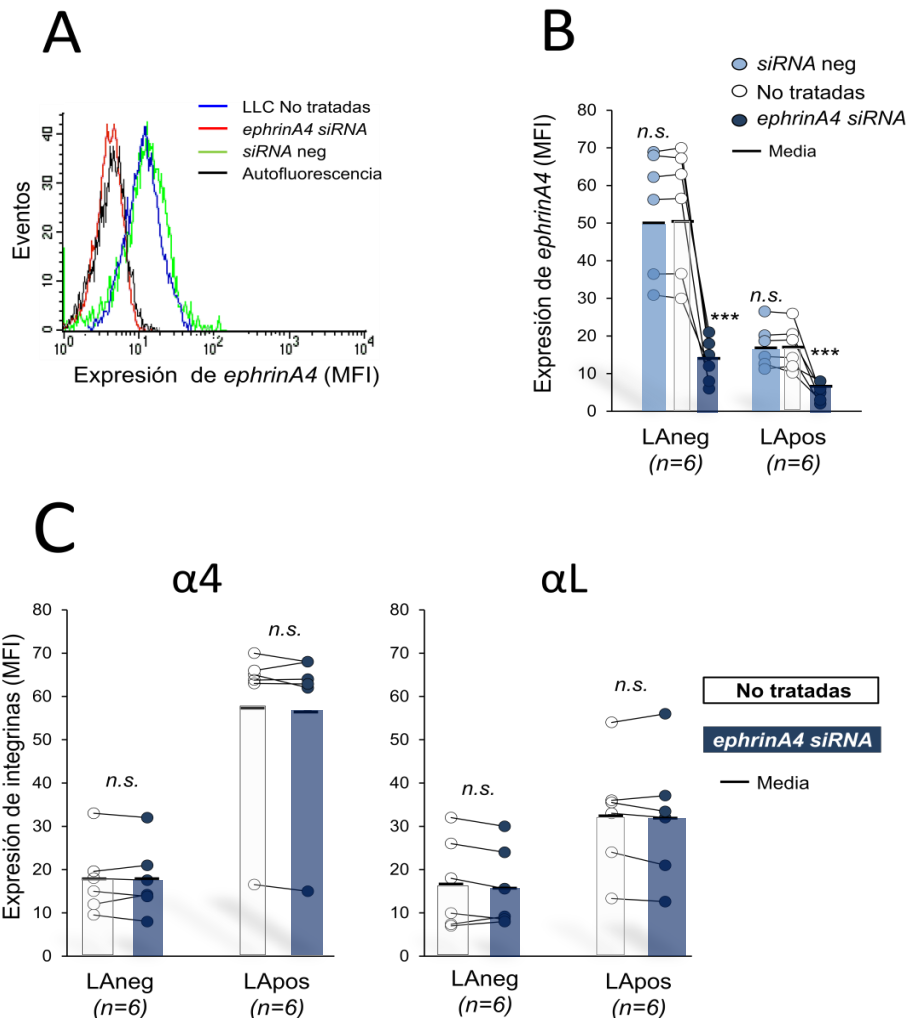 A
LLC No tratadas
ephrinA4 siRNA
siRNA neg
Autofluorescencia
Eventos
40
30
20
10
0
10⁰ 10¹ 10² 10³ 10⁴
Expresión de ephrinA4 (MFI)
B
siRNA neg
No tratadas
ephrinA4 siRNA
Media
Expresión de ephrinA4 (MFI)
80
70
60
50
40
30
20
10
0
n.s.
***
n.s.
***
LAneg LApos
(n=6) (n=6)
C
α4
Expresión de integrinas (MFI)
80
70
60
50
40
30
20
10
0
n.s.
n.s.
LAneg LApos
(n=6) (n=6)
αL
80
70
60
50
40
30
20
10
0
n.s.
n.s.
LAneg LApos
(n=6) (n=6)
No tratadas
ephrinA4 siRNA
Media